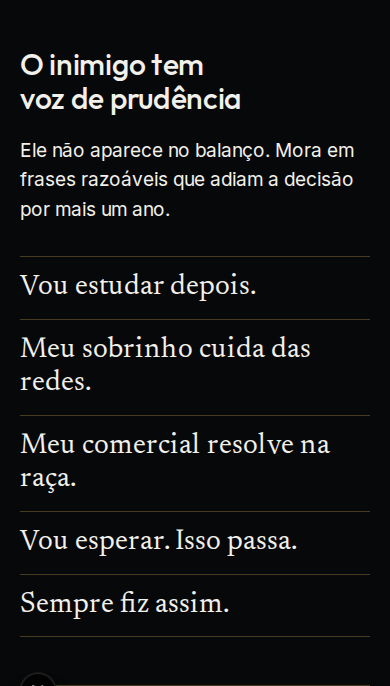 O inimigo tem
voz de prudência
Ele não aparece no balanço. Mora em
frases razoáveis que adiam a decisão
por mais um ano.
Vou estudar depois.
Meu sobrinho cuida das
redes.
Meu comercial resolve na
raça.
Vou esperar. Isso passa.
Sempre fiz assim.